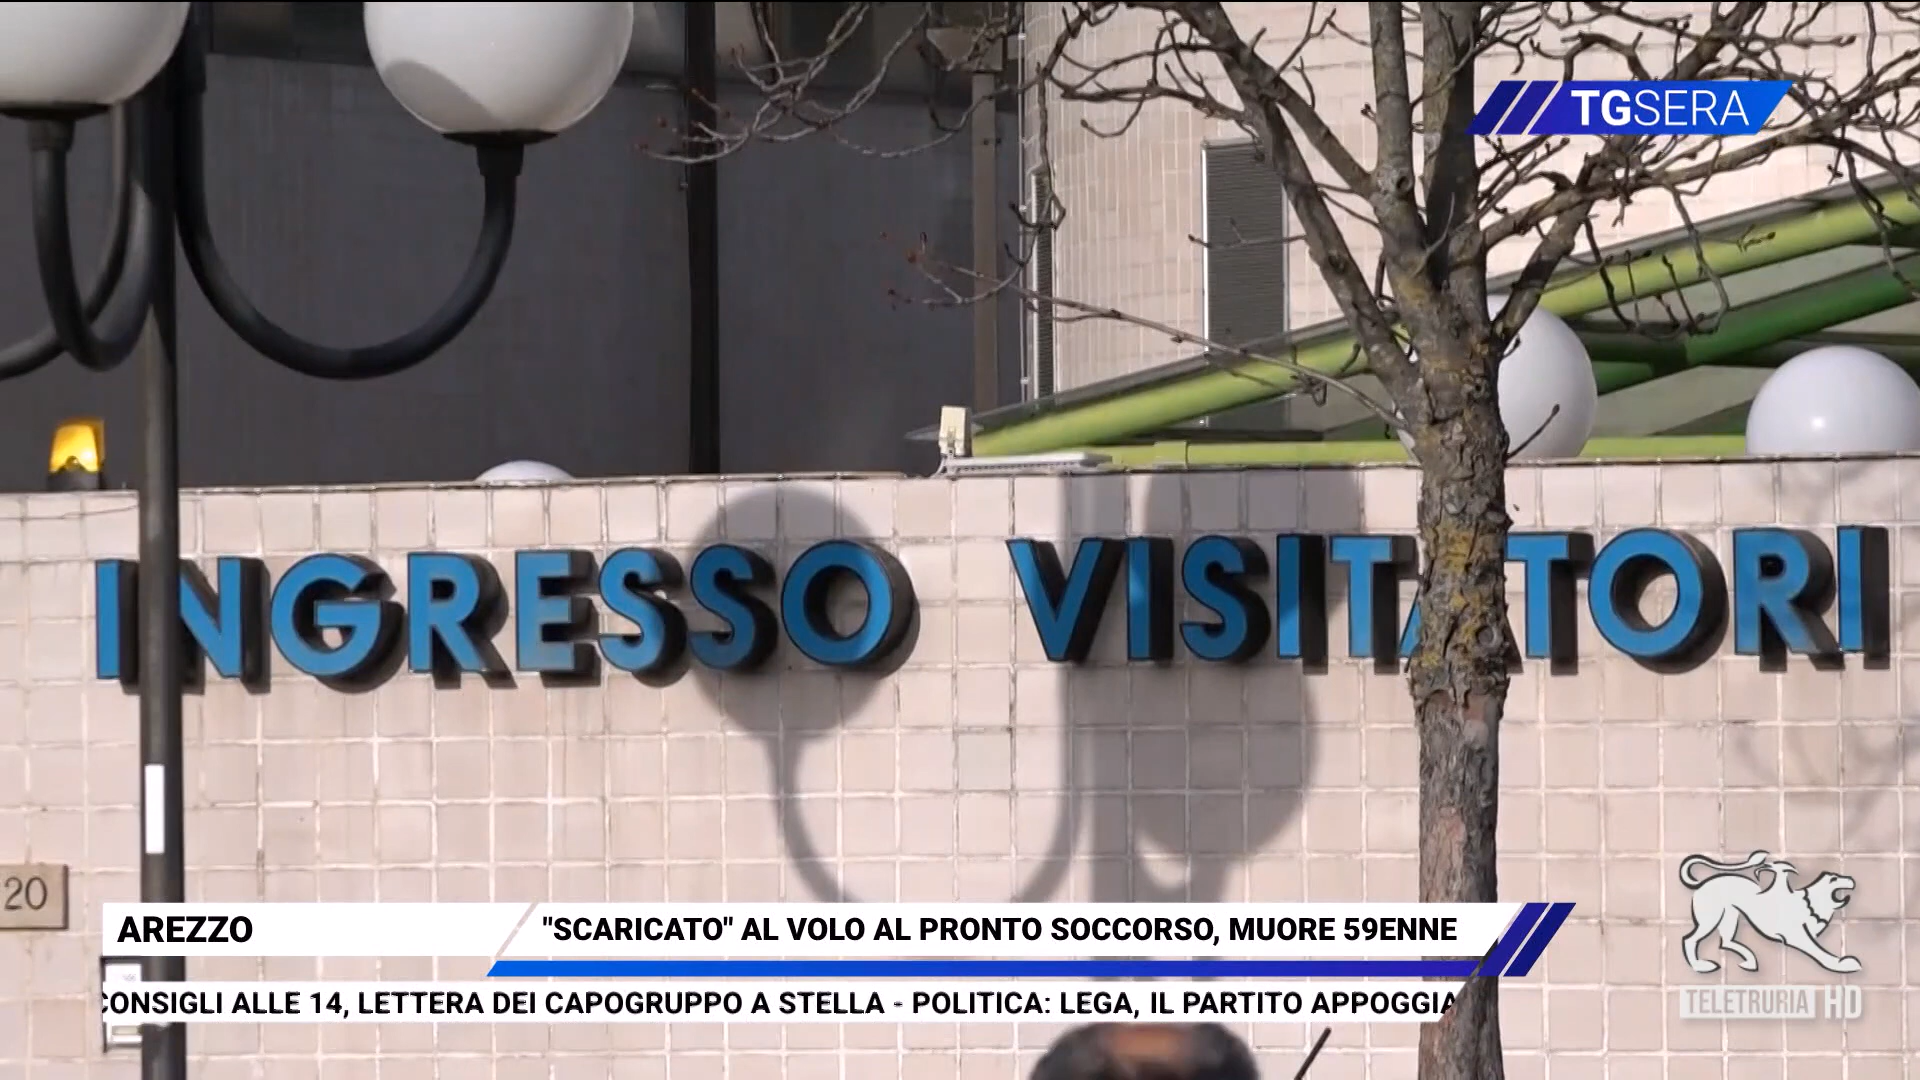 TGSERA
INGRESSO VISITATORI
20
AREZZO
"SCARICATO" AL VOLO AL PRONTO SOCCORSO, MUORE 59ENNE
CONSIGLI ALLE 14, LETTERA DEI CAPOGRUPPO A STELLA - POLITICA: LEGA, IL PARTITO APPOGGIA
TELETRURIA HD